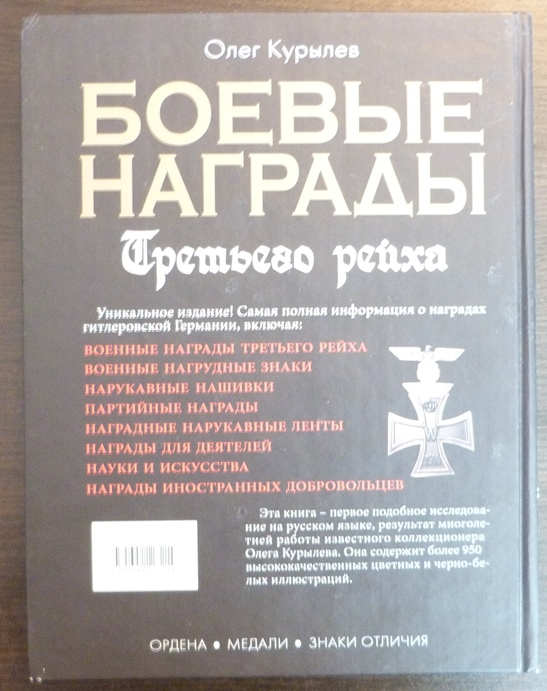 Олег Курылев
БОЕВЫЕ
НАГРАДЫ
Третьего рейха
Уникальное издание! Самая полная информация о наградах
гитлеровской Германии, включая:
ВОЕННЫЕ НАГРАДЫ ТРЕТЬЕГО РЕЙХА
ВОЕННЫЕ НАГРУДНЫЕ ЗНАКИ
НАРУКАВНЫЕ НАШИВКИ
ПАРТИЙНЫЕ НАГРАДЫ
НАГРАДНЫЕ НАРУКАВНЫЕ ЛЕНТЫ
НАГРАДЫ ДЛЯ ДЕЯТЕЛЕЙ
НАУКИ И ИСКУССТВА
НАГРАДЫ ИНОСТРАННЫХ ДОБРОВОЛЬЦЕВ
W
Эта книга – первое подобное исследова-
ние на русском языке, результат многоле-
тней работы известного коллекционера
Олега Курылева. Она содержит более 950
высококачественных цветных и черно-бе-
лых иллюстраций.
ОРДЕНА • МЕДАЛИ • ЗНАКИ ОТЛИЧИЯ